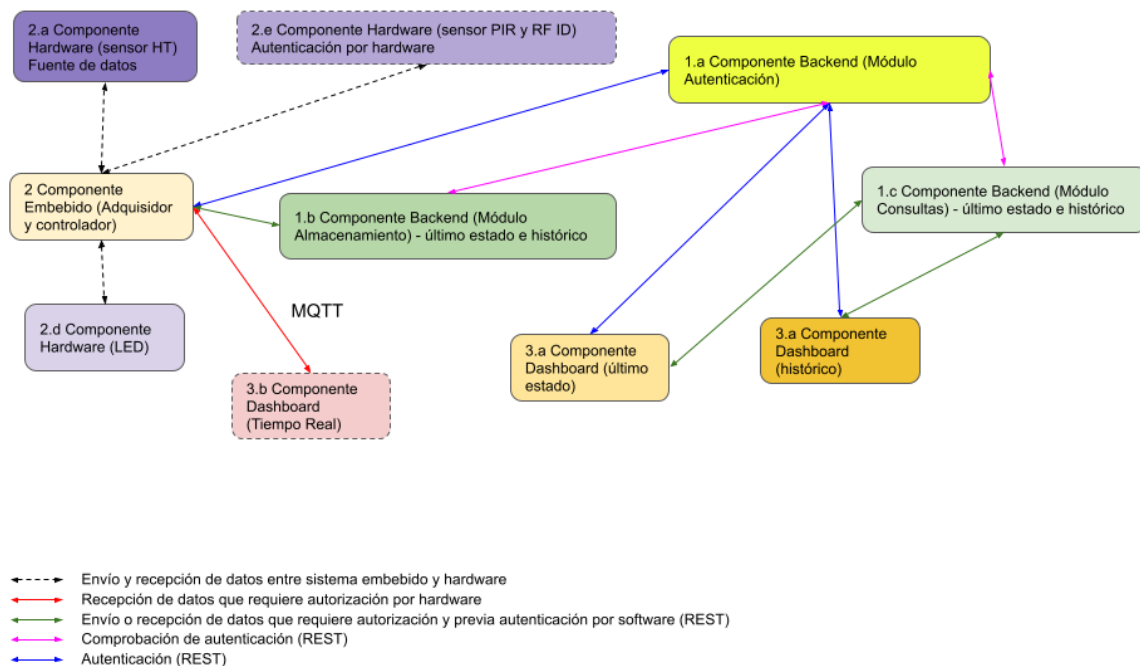 2.a Componente
Hardware (sensor HT)
Fuente de datos
2.e Componente Hardware (sensor PIR y RF ID)
Autenticación por hardware
1.a Componente Backend (Módulo
Autenticación)
2 Componente
Embebido (Adquisidor
y controlador)
1.b Componente Backend (Módulo
Almacenamiento) - último estado e histórico
1.c Componente Backend (Módulo
Consultas) - último estado e histórico
MQTT
2.d Componente
Hardware (LED)
3.b Componente
Dashboard
(Tiempo Real)
3.a Componente
Dashboard (último
estado)
3.a Componente
Dashboard
(histórico)
Envío y recepción de datos entre sistema embebido y hardware
Recepción de datos que requiere autorización por hardware
Envío o recepción de datos que requiere autorización y previa autenticación por software (REST)
Comprobación de autenticación (REST)
Autenticación (REST)